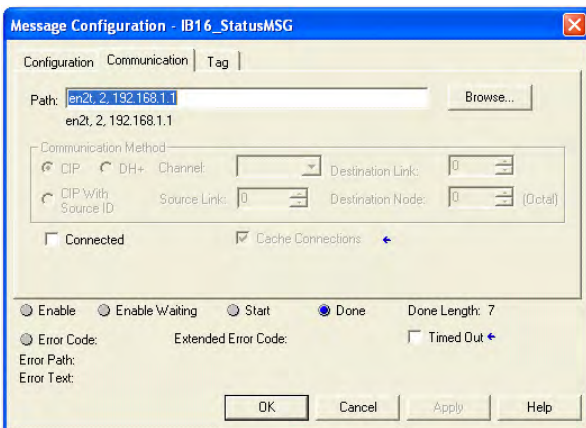 Message Configuration - IB16_StatusMSG
Configuration Communication Tag
Path: en2t, 2, 192.168.1.1 Browse...
en2t, 2, 192.168.1.1
Communication Method
CIP DH+ Channel: Destination Link: 0
CIP With Source ID Source Link: 0 Destination Node: 0 (Octal)
Connected Cache Connections
Enable Enable Waiting Start Done Done Length: 7
Error Code: Extended Error Code: Timed Out
Error Path:
Error Text:
OK Cancel Apply Help